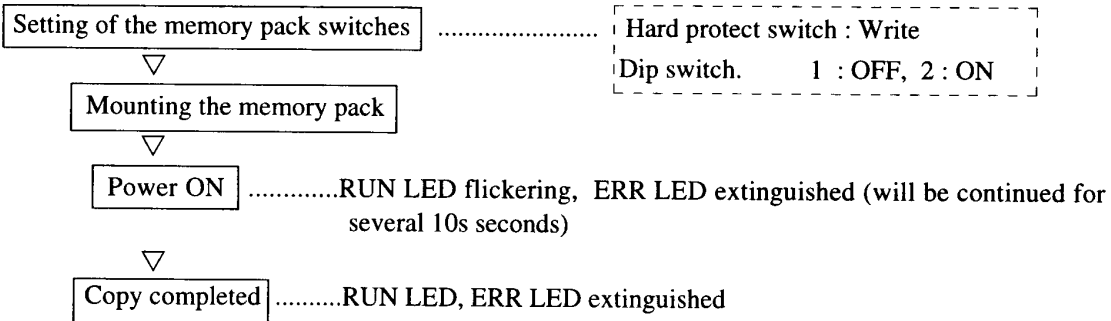 Setting of the memory pack switches ........................ Hard protect switch : Write
Dip switch. 1 : OFF, 2 : ON
Mounting the memory pack
Power ON .............RUN LED flickering, ERR LED extinguished (will be continued for
several 10s seconds)
Copy completed ..........RUN LED, ERR LED extinguished